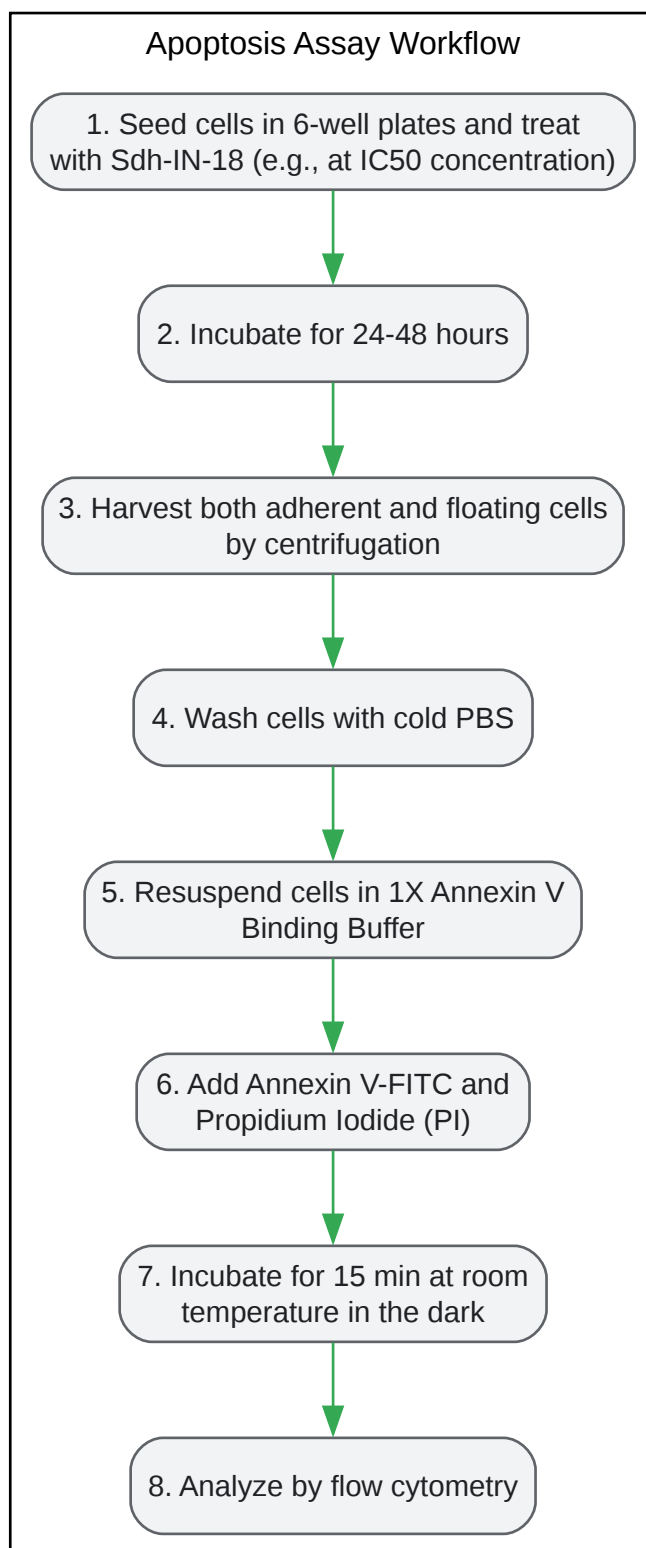 Apoptosis Assay Workflow
1. Seed cells in 6-well plates and treat
with Sdh-IN-18 (e.g., at IC50 concentration)
2. Incubate for 24-48 hours
3. Harvest both adherent and floating cells
by centrifugation
4. Wash cells with cold PBS
5. Resuspend cells in 1X Annexin V
Binding Buffer
6. Add Annexin V-FITC and
Propidium Iodide (PI)
7. Incubate for 15 min at room
temperature in the dark
8. Analyze by flow cytometry